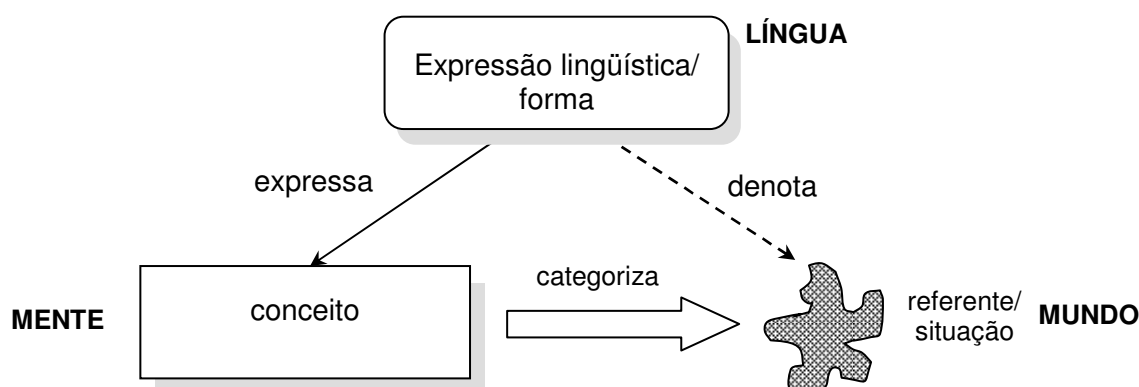 LÍNGUA
Expressão lingüística/
forma
expressa
denota
categoriza
MENTE
conceito
referente/
situação
MUNDO